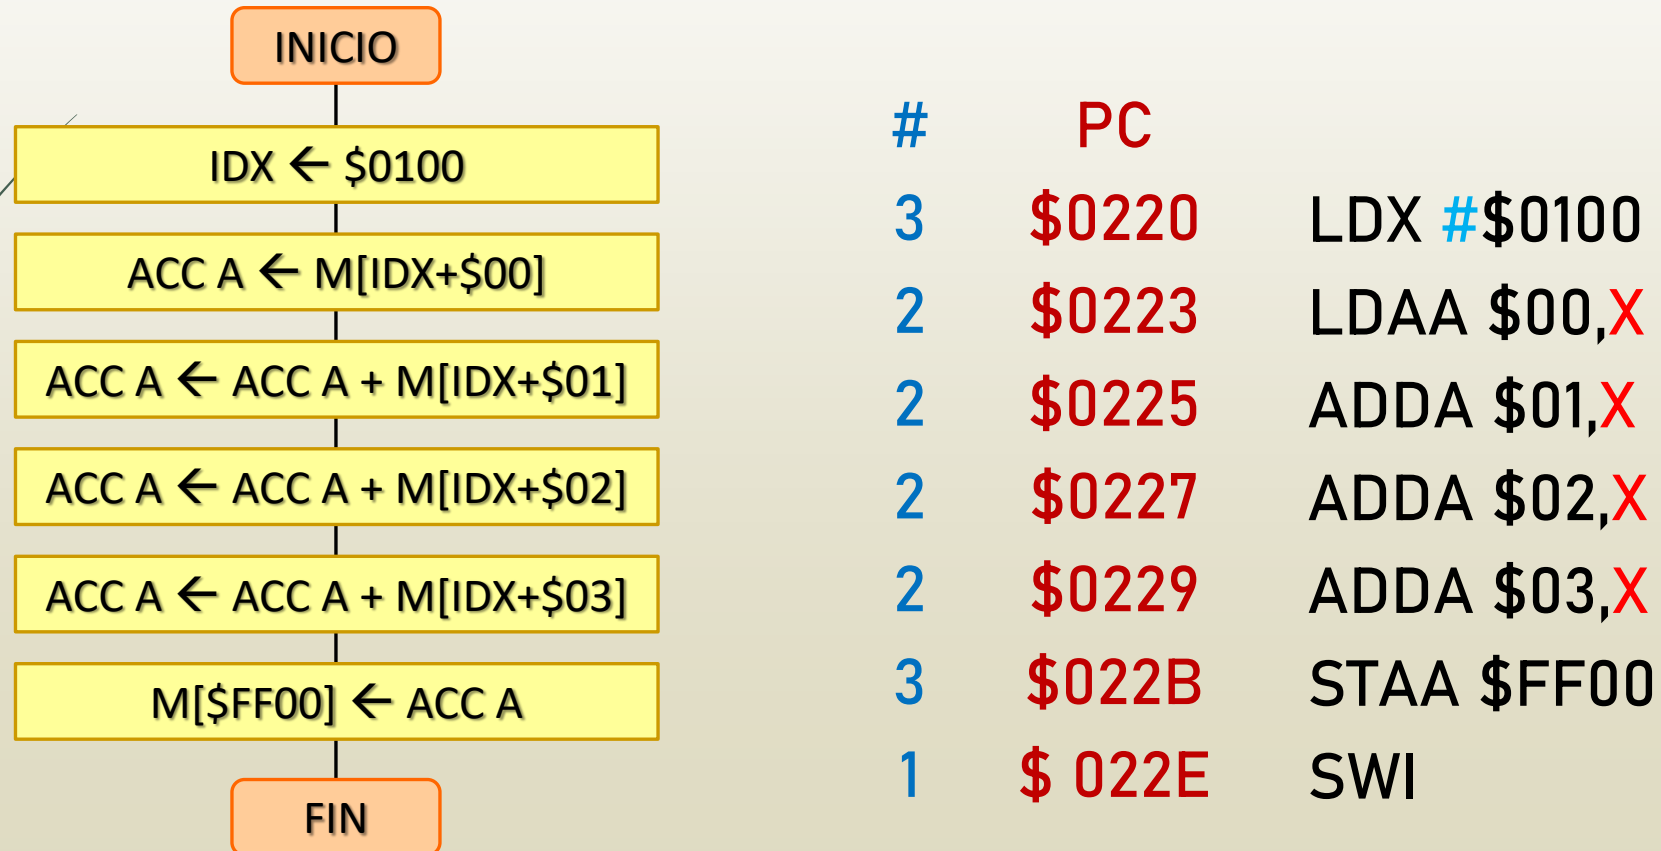 INICIO
IDX ← $0100
ACC A ← M[IDX+$00]
ACC A ← ACC A + M[IDX+$01]
ACC A ← ACC A + M[IDX+$02]
ACC A ← ACC A + M[IDX+$03]
M[$FF00] ← ACC A
FIN
# PC
3 $0220 LDX #$0100
2 $0223 LDAA $00,X
2 $0225 ADDA $01,X
2 $0227 ADDA $02,X
2 $0229 ADDA $03,X
3 $022B STAA $FF00
1 $ 022E SWI